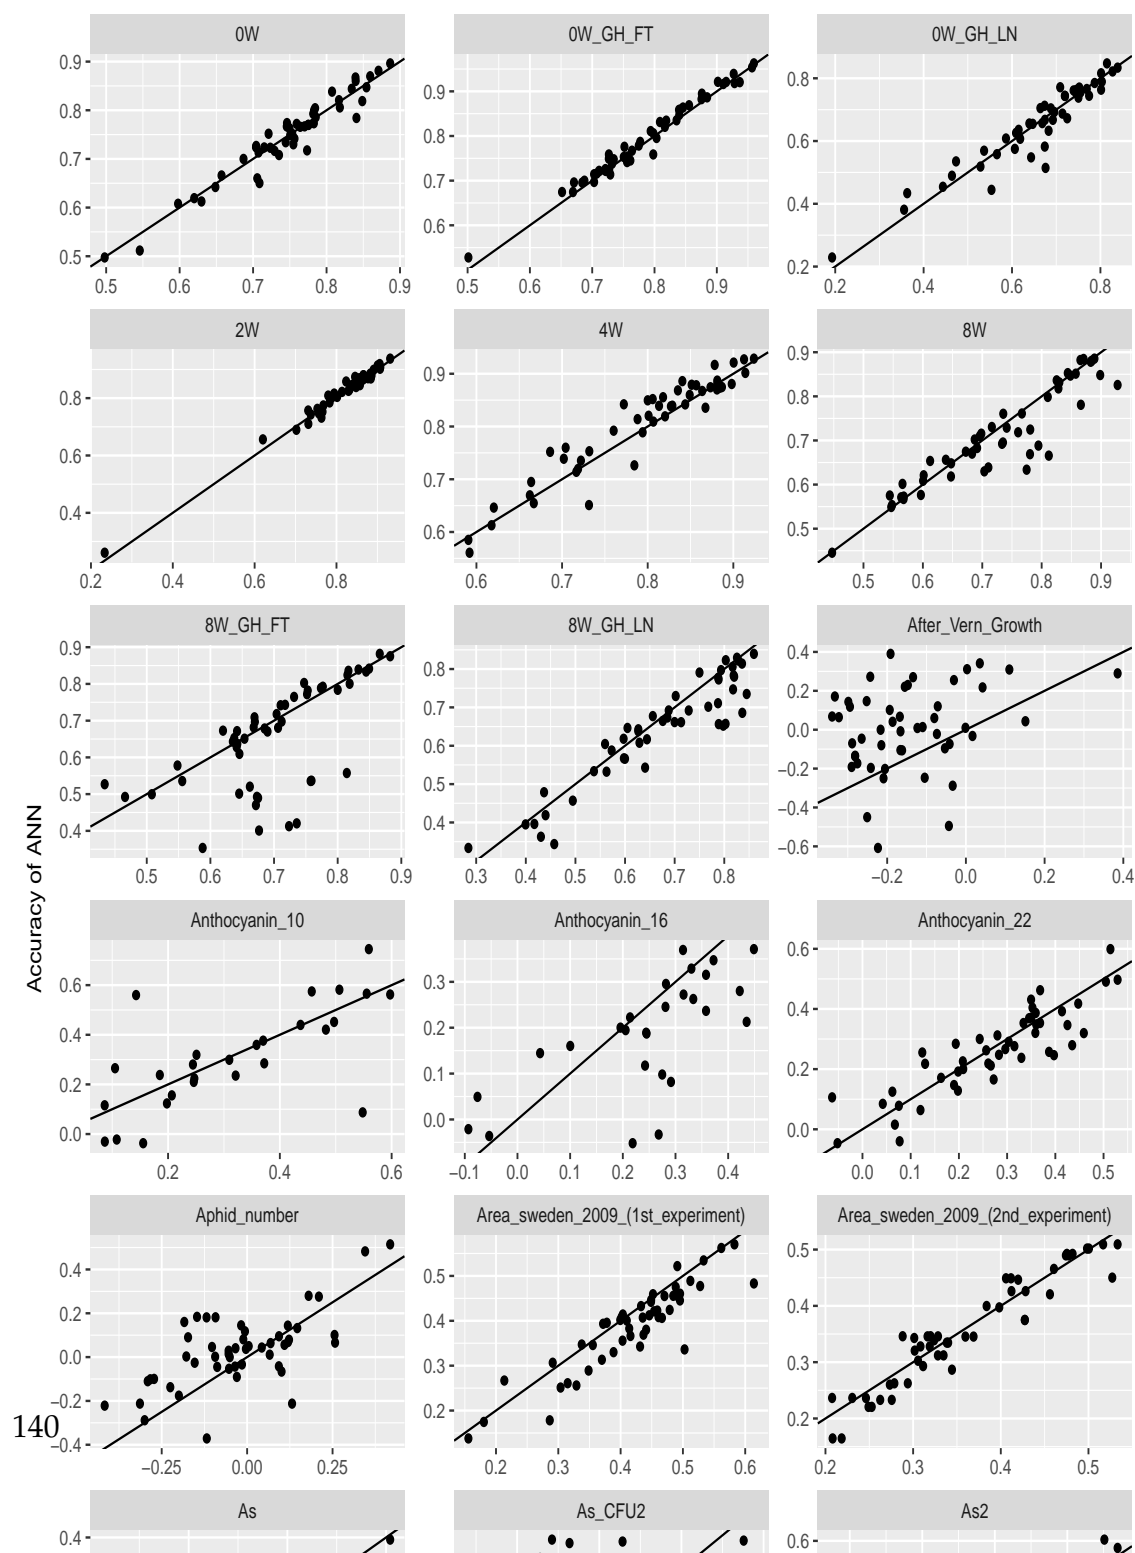 0W 0W_GH_FT 0W_GH_LN
0.9 0.8 0.7 0.6 0.5
0.9 0.8 0.7 0.6
0.8 0.6 0.4 0.2
0.5 0.6 0.7 0.8 0.9 0.5 0.6 0.7 0.8 0.9 0.2 0.4 0.6 0.8
2W 4W 8W
0.8 0.6 0.4
0.9 0.8 0.7 0.6
0.9 0.8 0.7 0.6 0.5
0.2 0.4 0.6 0.8 0.6 0.7 0.8 0.9 0.5 0.6 0.7 0.8 0.9
8W_GH_FT 8W_GH_LN After_Vern_Growth
0.9 0.8 0.7 0.6 0.5 0.4
0.8 0.7 0.6 0.5 0.4
0.4 0.2 0.0 −0.2 −0.4 −0.6
0.5 0.6 0.7 0.8 0.9 0.3 0.4 0.5 0.6 0.7 0.8 −0.2 0.0 0.2 0.4
Accuracy of ANN
Anthocyanin_10 Anthocyanin_16 Anthocyanin_22
0.6 0.4 0.2 0.0
0.3 0.2 0.1 0.0
0.6 0.4 0.2 0.0
0.2 0.4 0.6 −0.1 0.0 0.1 0.2 0.3 0.4 0.0 0.1 0.2 0.3 0.4 0.5
Aphid_number Area_sweden_2009_(1st_experiment) Area_sweden_2009_(2nd_experiment)
0.4 0.2 0.0 −0.2 −0.4
0.5 0.4 0.3 0.2
0.5 0.4 0.3 0.2
140
−0.25 0.00 0.25 0.2 0.3 0.4 0.5 0.6 0.2 0.3 0.4 0.5
As As_CFU2 As2
0.4 0.6